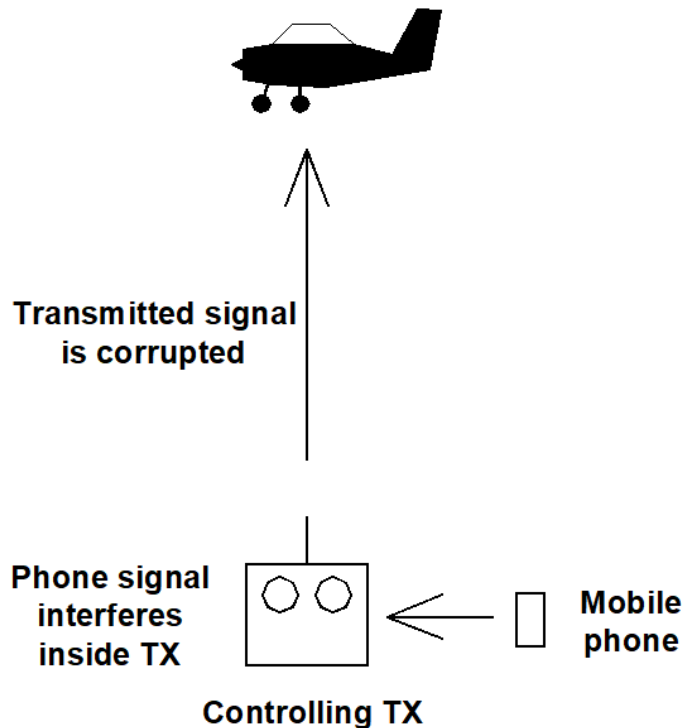 Transmitted signal
is corrupted
Phone signal
interferes
inside TX
Mobile
phone
Controlling TX